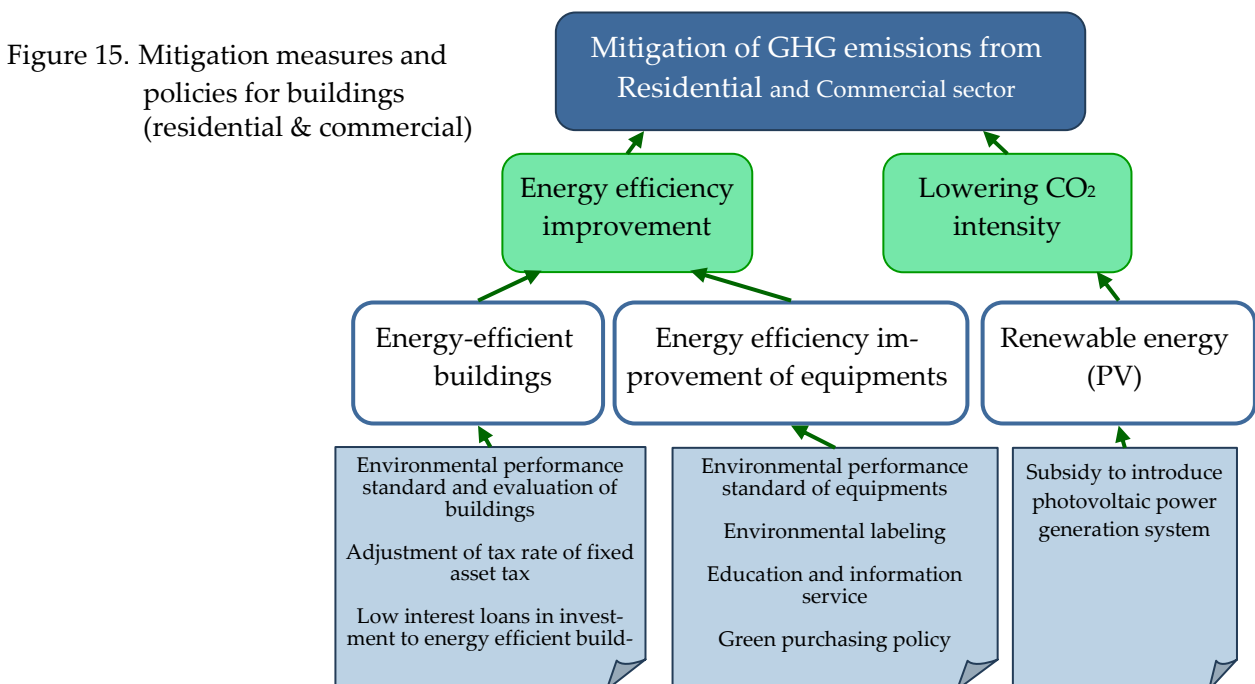 Figure 15. Mitigation measures and
policies for buildings
(residential & commercial)
Mitigation of GHG emissions from
Residential and Commercial sector
Energy efficiency
improvement
Lowering CO₂
intensity
Energy-efficient
buildings
Energy efficiency im-
provement of equipments
Renewable energy
(PV)
Environmental performance
standard and evaluation of
buildings
Adjustment of tax rate of fixed
asset tax
Low interest loans in invest-
ment to energy efficient build-
Environmental performance
standard of equipments
Environmental labeling
Education and information
service
Green purchasing policy
Subsidy to introduce
photovoltaic power
generation system